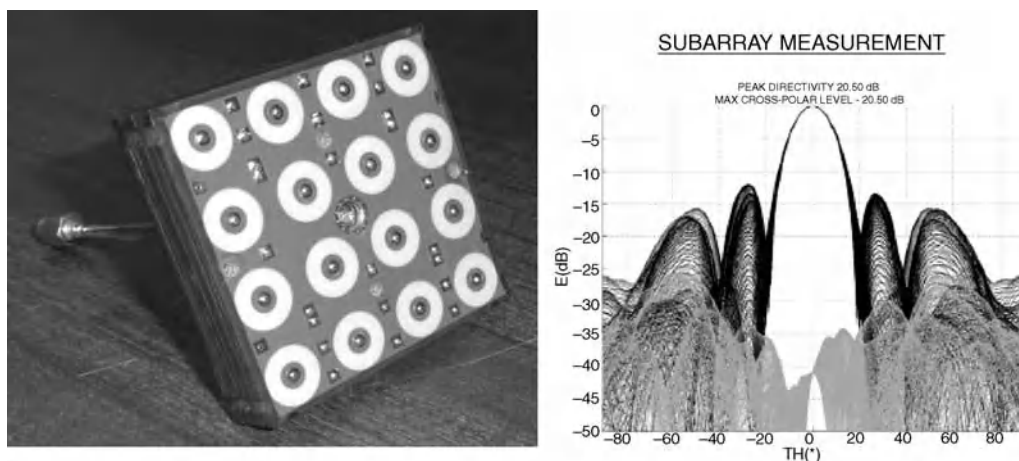 SUBARRAY MEASUREMENT
PEAK DIRECTIVITY 20.50 dB
MAX CROSS-POLAR LEVEL - 20.50 dB
0
−5
−10
−15
−20
−25
−30
−35
−40
−45
−50
E(dB)
−80 −60 −40 −20 0 20 40 60 80
TH(*)